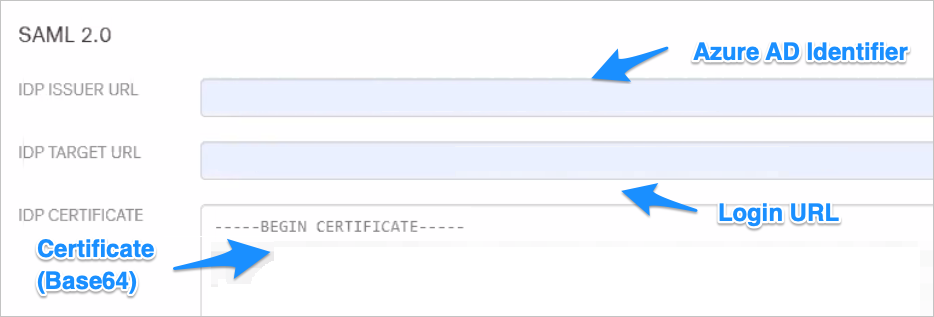 SAML 2.0
Azure AD Identifier
IDP ISSUER URL
IDP TARGET URL
Login URL
IDP CERTIFICATE
-----BEGIN CERTIFICATE-----
Certificate
(Base64)